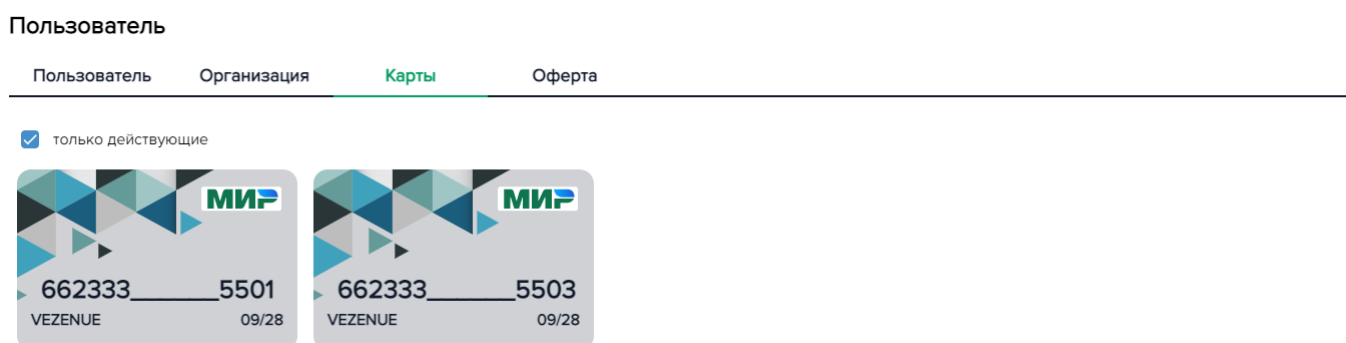 Пользователь
Пользователь Организация Карты Оферта
только действующие
МИР МИР
662333______5501 662333______5503
VEZENUE 09/28 VEZENUE 09/28